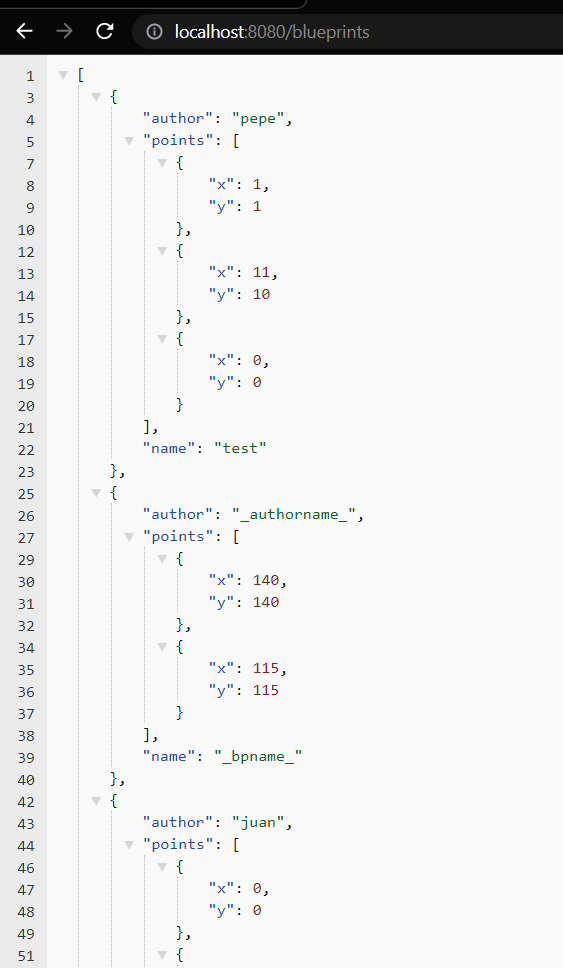 localhost:8080/blueprints
1 [
3 {
4 "author": "pepe",
5 "points": [
7 {
8 "x": 1,
9 "y": 1
10 },
12 {
13 "x": 11,
14 "y": 10
15 },
17 {
18 "x": 0,
19 "y": 0
20 }
21 ],
22 "name": "test"
23 },
25 {
26 "author": "_authorname_",
27 "points": [
29 {
30 "x": 140,
31 "y": 140
32 },
34 {
35 "x": 115,
36 "y": 115
37 }
38 ],
39 "name": "_bpname_"
40 },
42 {
43 "author": "juan",
44 "points": [
46 {
47 "x": 0,
48 "y": 0
49 },
51 {